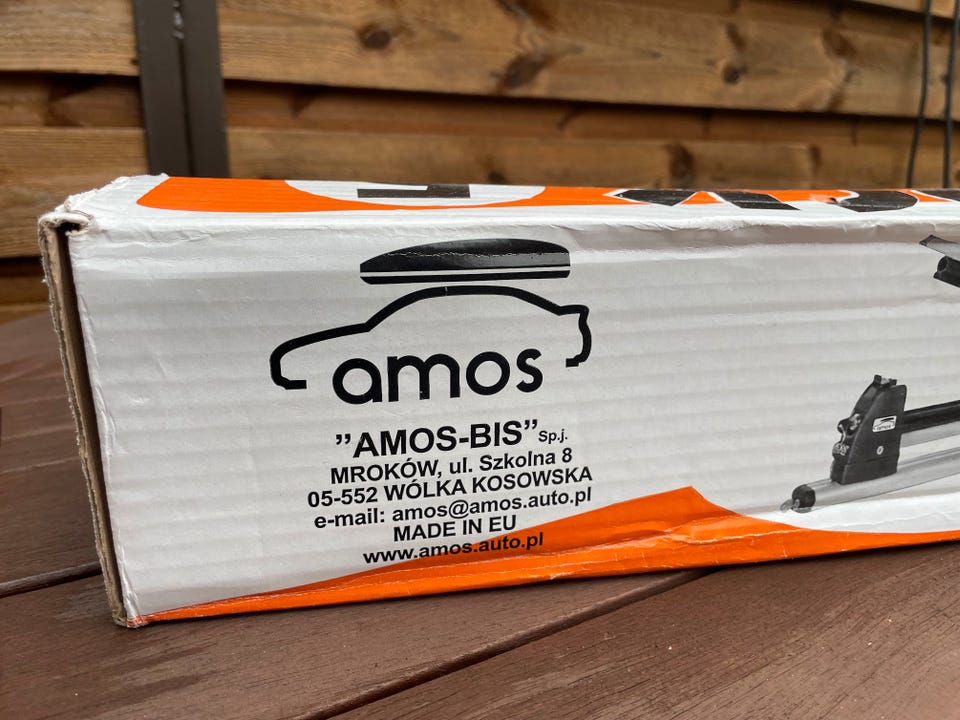 amos
"AMOS-BIS" Sp.j.
MROKÓW, ul. Szkolna 8
05-552 WÓLKA KOSOWSKA
e-mail: amos@amos.auto.pl
MADE IN EU
www.amos.auto.pl